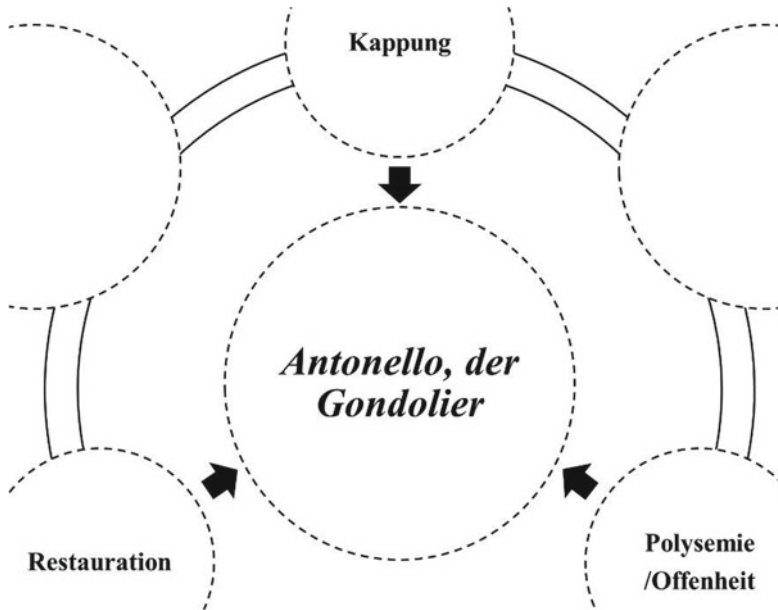 Kappung
Antonello, der
Gondolier
Restauration
Polysemie
/Offenheit